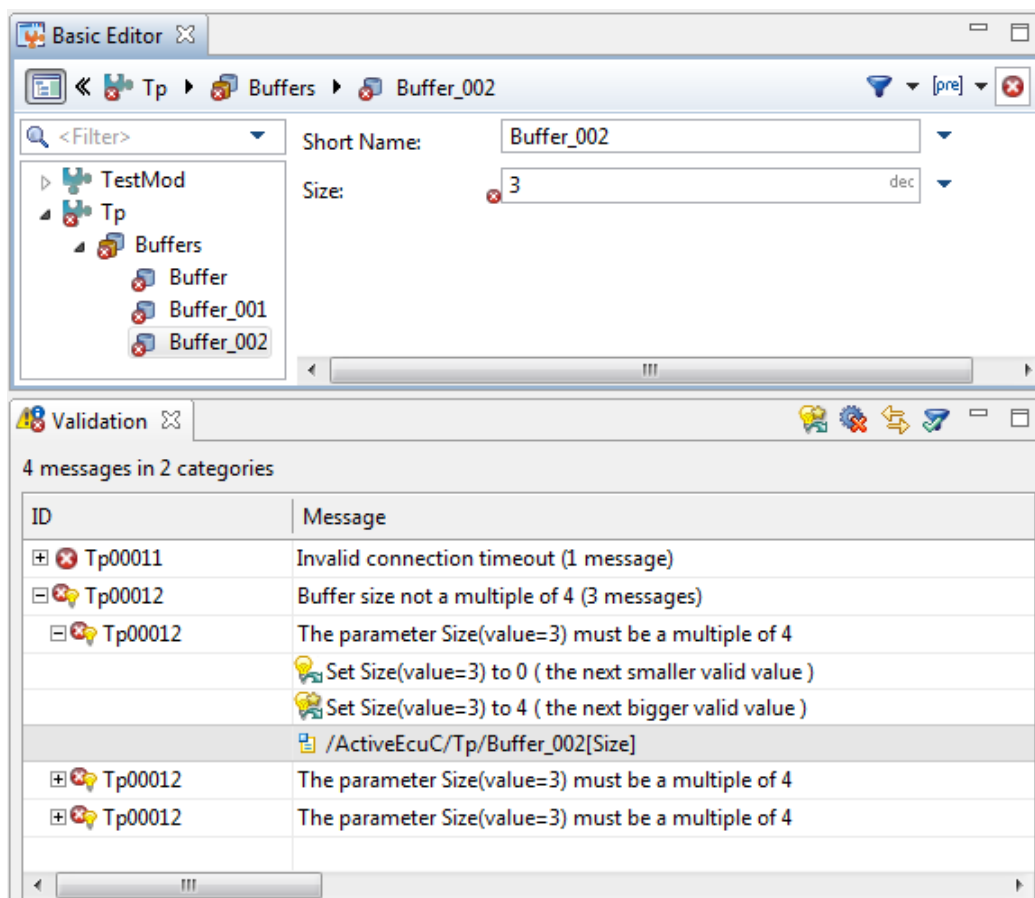 Basic Editor
Tp Buffers Buffer_002 [pre]
<Filter>
Short Name: Buffer_002
TestMod
Size: 3 dec
Tp
Buffers
Buffer
Buffer_001
Buffer_002
Validation
4 messages in 2 categories
ID Message
Tp00011 Invalid connection timeout (1 message)
Tp00012 Buffer size not a multiple of 4 (3 messages)
Tp00012 The parameter Size(value=3) must be a multiple of 4
Set Size(value=3) to 0 ( the next smaller valid value )
Set Size(value=3) to 4 ( the next bigger valid value )
/ActiveEcuC/Tp/Buffer_002[Size]
Tp00012 The parameter Size(value=3) must be a multiple of 4
Tp00012 The parameter Size(value=3) must be a multiple of 4